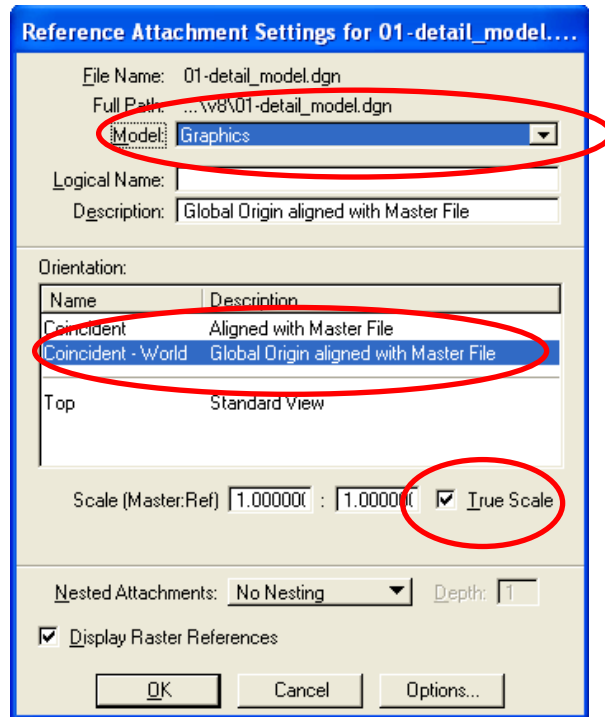 Reference Attachment Settings for 01-detail_model....
File Name: 01-detail_model.dgn
Full Path: ...\v8\01-detail_model.dgn
Model: Graphics
Logical Name:
Description: Global Origin aligned with Master File
Orientation:
Name Description
Coincident Aligned with Master File
Coincident - World Global Origin aligned with Master File
Top Standard View
Scale (Master:Ref) 1.000000 : 1.000000 True Scale
Nested Attachments: No Nesting Depth: 1
Display Raster References
OK Cancel Options...